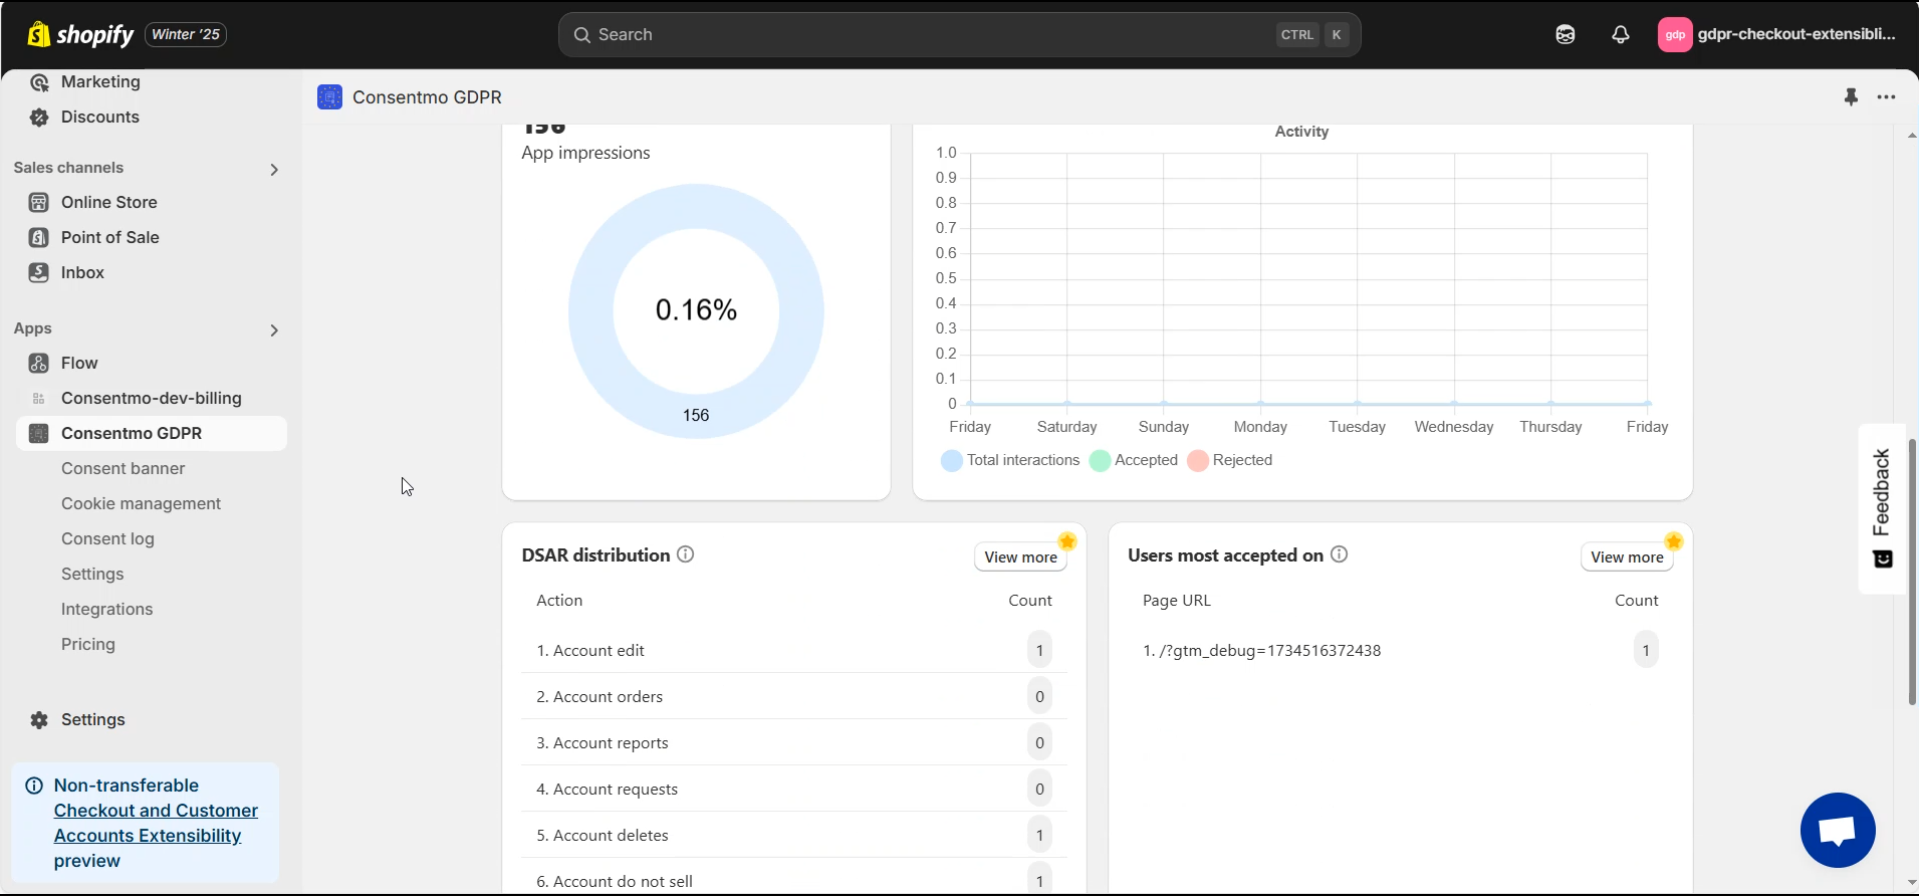 shopify Winter '25
Search
CTRL K
gdp gdpr-checkout-extensibli...
Marketing
Discounts
Sales channels
Online Store
Point of Sale
Inbox
Apps
Flow
Consentmo-dev-billing
Consentmo GDPR
Consent banner
Cookie management
Consent log
Settings
Integrations
Pricing
Settings
Non-transferable
Checkout and Customer
Accounts Extensibility
preview
Consentmo GDPR
App impressions
0.16%
156
Activity
1.0
0.9
0.8
0.7
0.6
0.5
0.4
0.3
0.2
0.1
0
Friday Saturday Sunday Monday Tuesday Wednesday Thursday Friday
Total interactions Accepted Rejected
DSAR distribution
View more
Action Count
1. Account edit 1
2. Account orders 0
3. Account reports 0
4. Account requests 0
5. Account deletes 1
6. Account do not sell 1
Users most accepted on
View more
Page URL Count
1. /?gtm_debug=1734516372438 1
Feedback